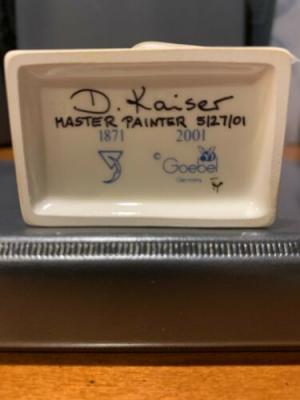 D. Kaiser
MASTER PAINTER 5/27/01
1871 2001
© Goebel
Germany